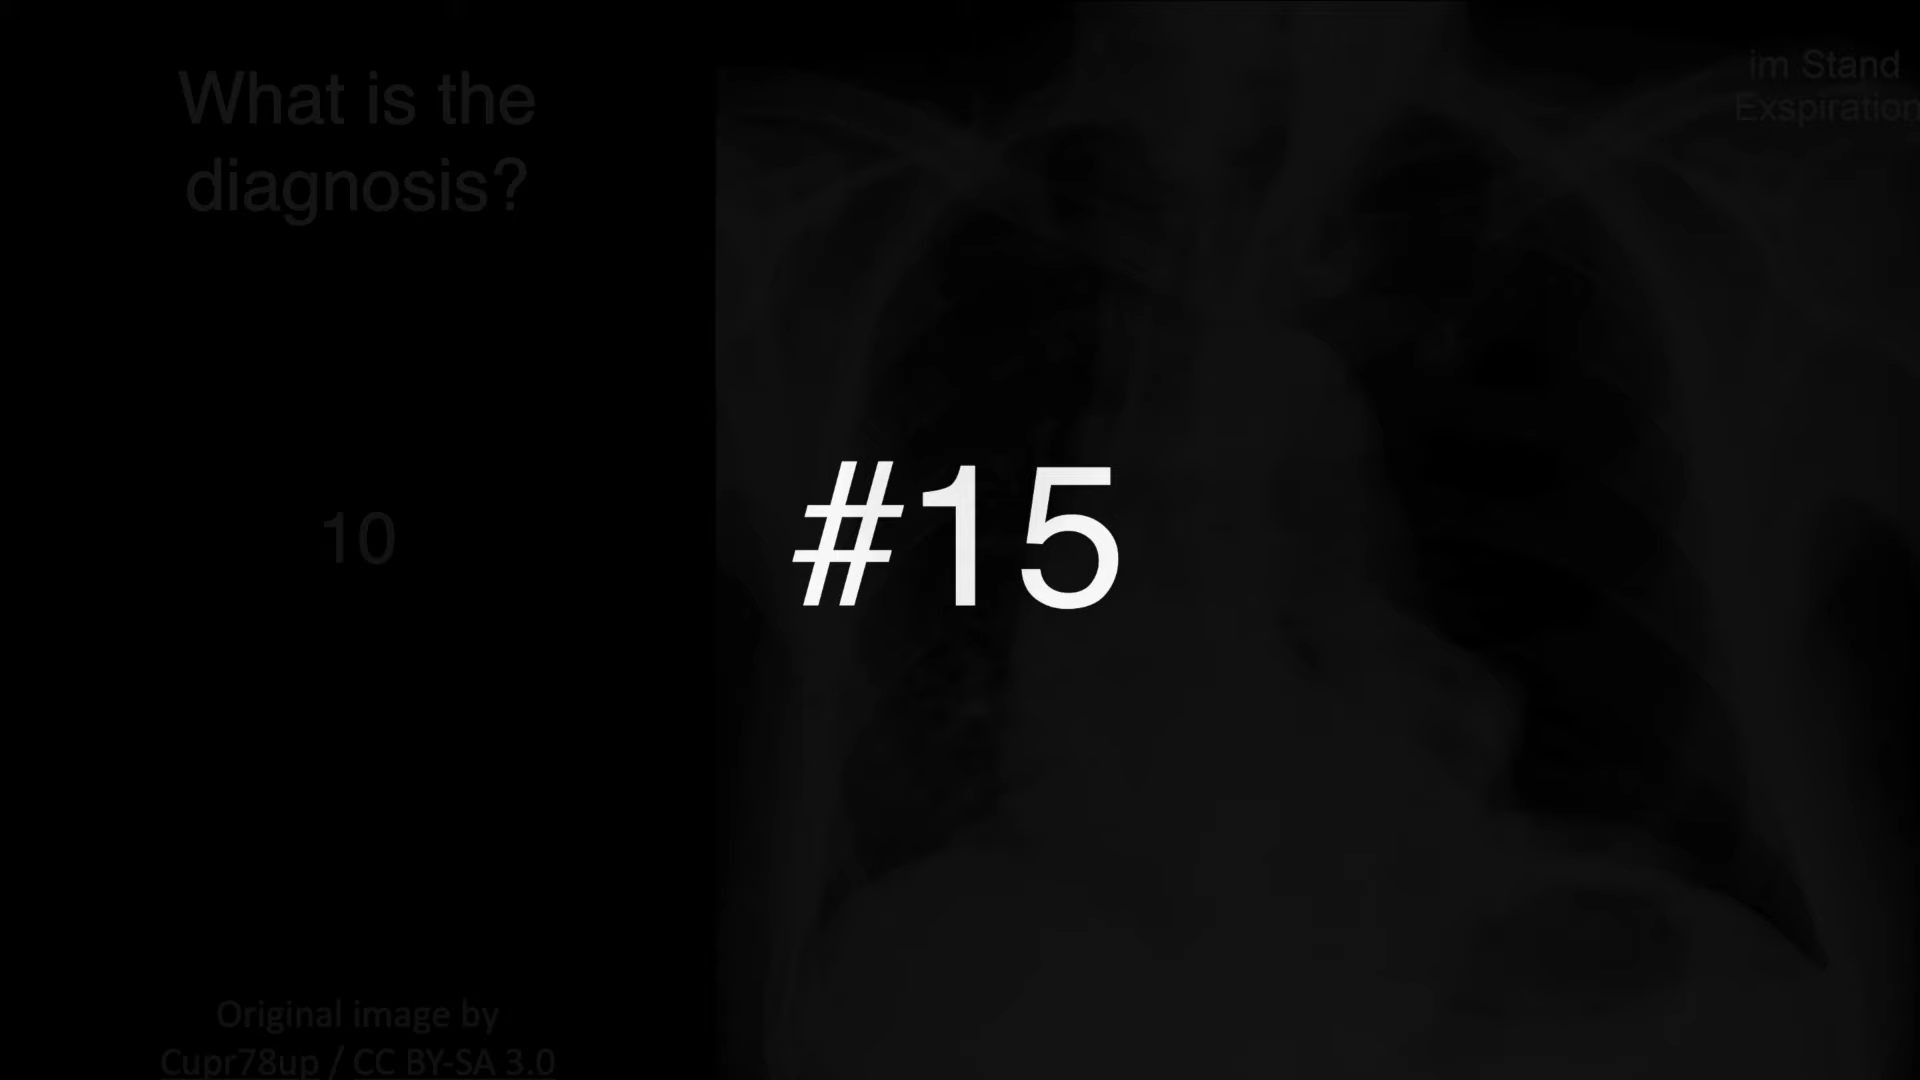 What is the
diagnosis?
im Stand
Exspiration
#15
10
Original image by
Cupr78up / CC BY-SA 3.0